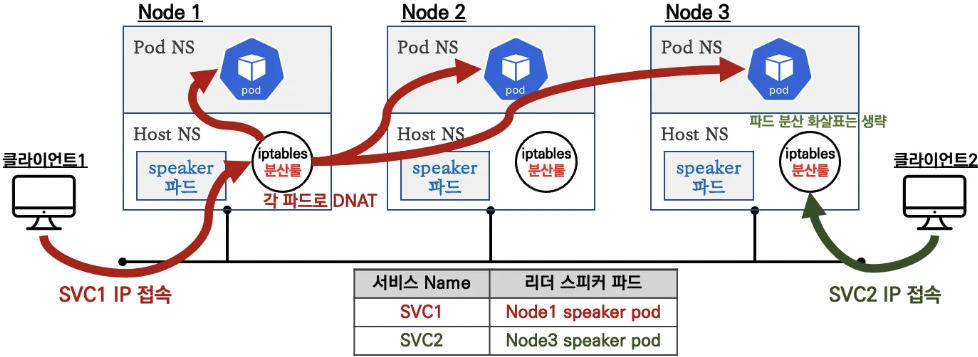 Node 1
Node 2
Node 3
Pod NS
pod
Pod NS
pod
Pod NS
pod
Host NS
Host NS
Host NS
파드 분산 화살표는 생략
클라이언트1
speaker
파드
iptables
분산룰
speaker
파드
iptables
분산룰
speaker
파드
iptables
분산룰
클라이언트2
각 파드로 DNAT
SVC1 IP 접속
SVC2 IP 접속
서비스 Name 리더 스피커 파드
SVC1 Node1 speaker pod
SVC2 Node3 speaker pod